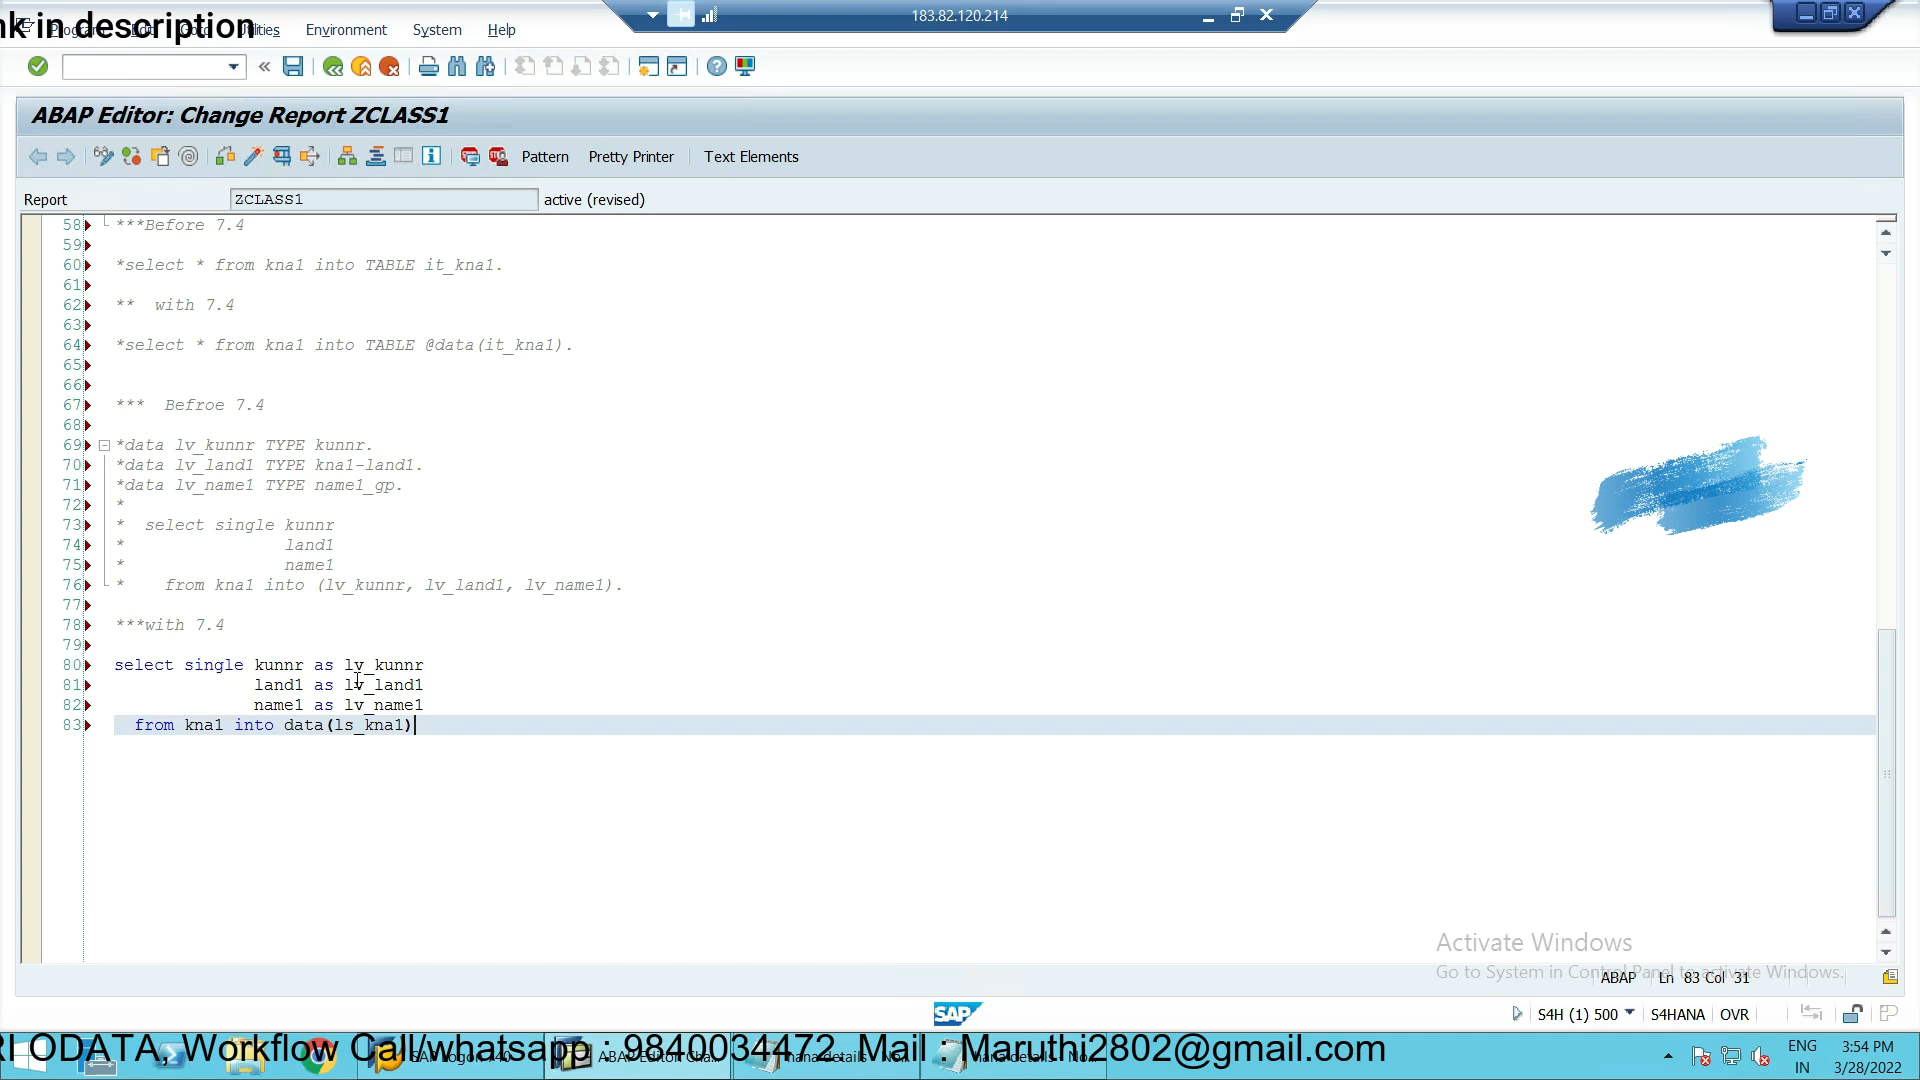 nk in description
Program Edit Goto Utilities Environment System Help
183.82.120.214
ABAP Editor: Change Report ZCLASS1
Pattern Pretty Printer Text Elements
Report ZCLASS1 active (revised)
58 ***Before 7.4
59
60 *select * from kna1 into TABLE it_kna1.
61
62 ** with 7.4
63
64 *select * from kna1 into TABLE @data(it_kna1).
65
66
67 *** Befroe 7.4
68
69 *data lv_kunnr TYPE kunnr.
70 *data lv_land1 TYPE kna1-land1.
71 *data lv_name1 TYPE name1_gp.
72 *
73 * select single kunnr
74 * land1
75 * name1
76 * from kna1 into (lv_kunnr, lv_land1, lv_name1).
77
78 ***with 7.4
79
80 select single kunnr as lv_kunnr
81 land1 as lv_land1
82 name1 as lv_name1
83 from kna1 into data(ls_kna1)
Activate Windows
Go to System in Control Panel to activate Windows.
ABAP Ln 83 Col 31
SAP
S4H (1) 500 S4HANA OVR
RI ODATA, Workflow Call/whatsapp : 9840034472, Mail : Maruthi2802@gmail.com
SAP Logon 740 ABAP Editor: Cha... hana details - No... hana details - No...
ENG 3:54 PM
IN 3/28/2022